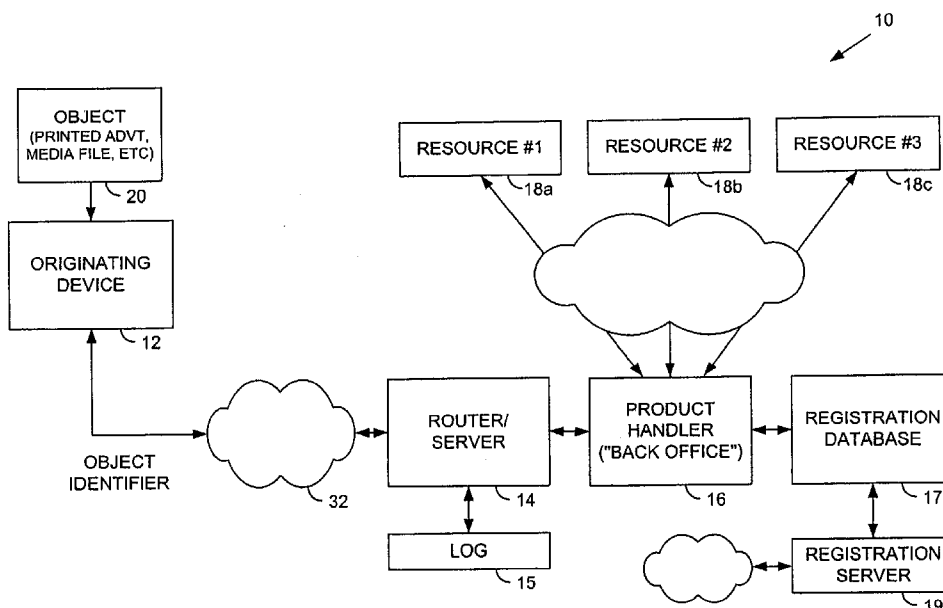 10
OBJECT
(PRINTED ADVT,
MEDIA FILE, ETC)
20
RESOURCE #1
18a
RESOURCE #2
18b
RESOURCE #3
18c
ORIGINATING
DEVICE
12
OBJECT
IDENTIFIER
32
ROUTER/
SERVER
14
LOG
15
PRODUCT
HANDLER
("BACK OFFICE")
16
REGISTRATION
DATABASE
17
REGISTRATION
SERVER
19